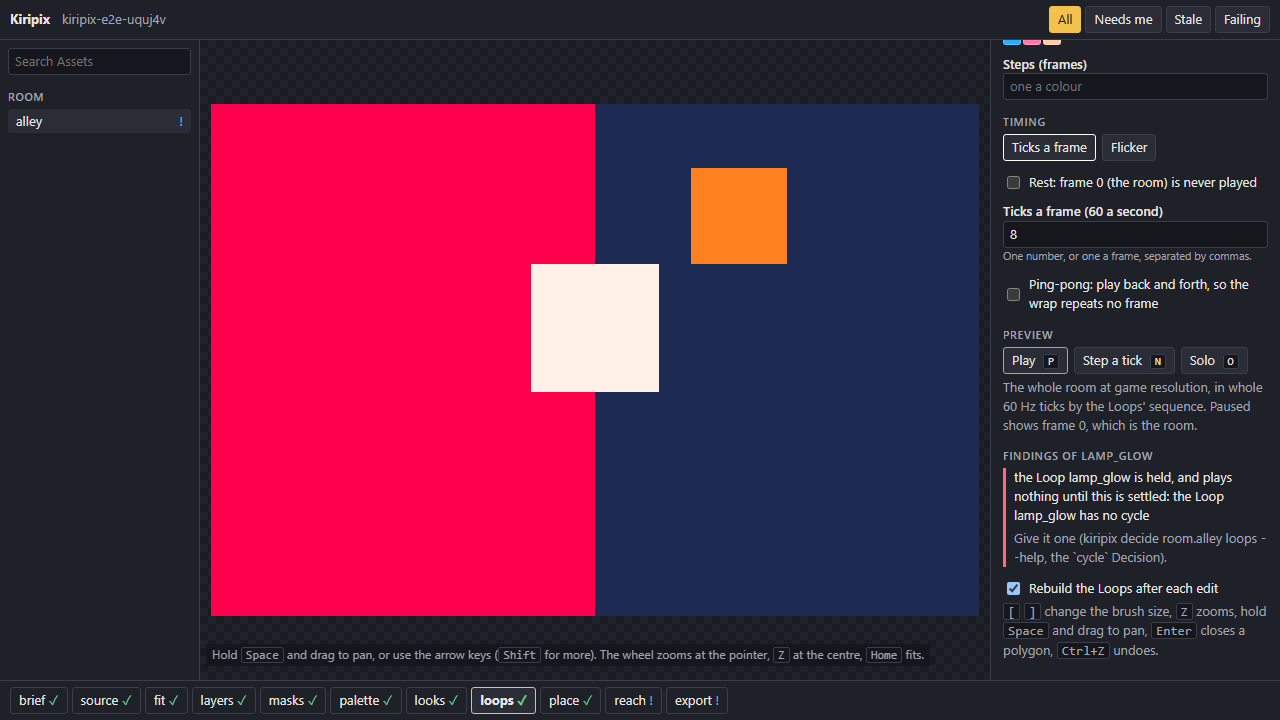 Kiripix kiripix-e2e-uquj4v
All Needs me Stale Failing
Search Assets
ROOM
alley !
Steps (frames)
one a colour
TIMING
Ticks a frame Flicker
Rest: frame 0 (the room) is never played
Ticks a frame (60 a second)
8
One number, or one a frame, separated by commas.
Ping-pong: play back and forth, so the
wrap repeats no frame
PREVIEW
Play P Step a tick N Solo O
The whole room at game resolution, in whole
60 Hz ticks by the Loops' sequence. Paused
shows frame 0, which is the room.
FINDINGS OF LAMP_GLOW
the Loop lamp_glow is held, and plays
nothing until this is settled: the Loop
lamp_glow has no cycle
Give it one (kiripix decide room.alley loops -
-help, the `cycle` Decision).
Rebuild the Loops after each edit
[ ] change the brush size, Z zooms, hold
Space and drag to pan, Enter closes a
polygon, Ctrl+Z undoes.
Hold Space and drag to pan, or use the arrow keys (Shift for more). The wheel zooms at the pointer, Z at the centre, Home fits.
brief ✓ source ✓ fit ✓ layers ✓ masks ✓ palette ✓ looks ✓ loops ✓ place ✓ reach ! export !